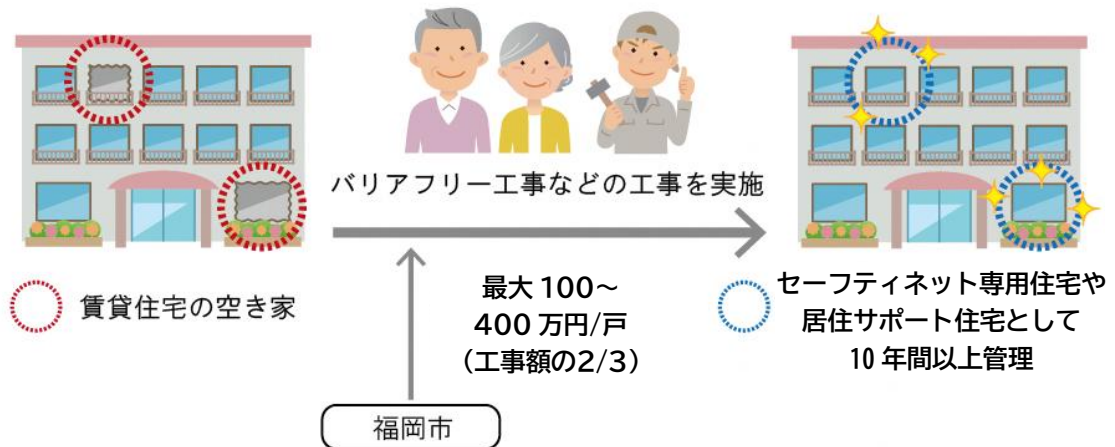 バリアフリー工事などの工事を実施
賃貸住宅の空き家
最大 100～
400 万円/戸
（工事額の2/3）
セーフティネット専用住宅や
居住サポート住宅として
10 年間以上管理
福岡市